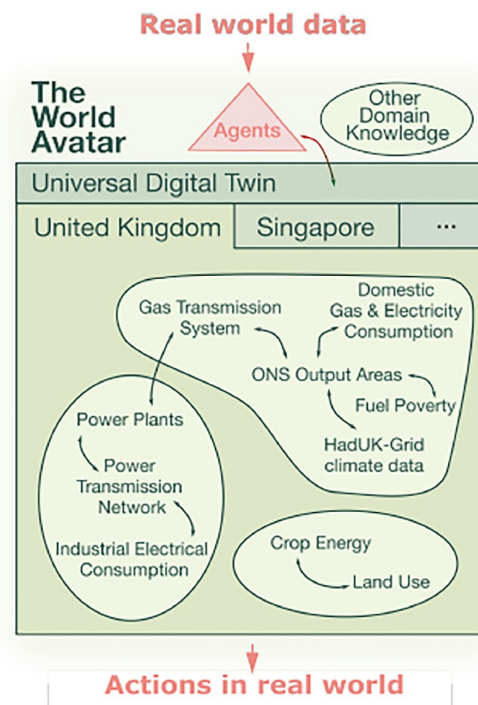 Real world data
The
World
Avatar
Agents
Other
Domain
Knowledge
Universal Digital Twin
United Kingdom
Singapore
...
Gas Transmission
System
Domestic
Gas & Electricity
Consumption
ONS Output Areas
Fuel Poverty
HadUK-Grid
climate data
Power Plants
Power
Transmission
Network
Industrial Electrical
Consumption
Crop Energy
Land Use
Actions in real world